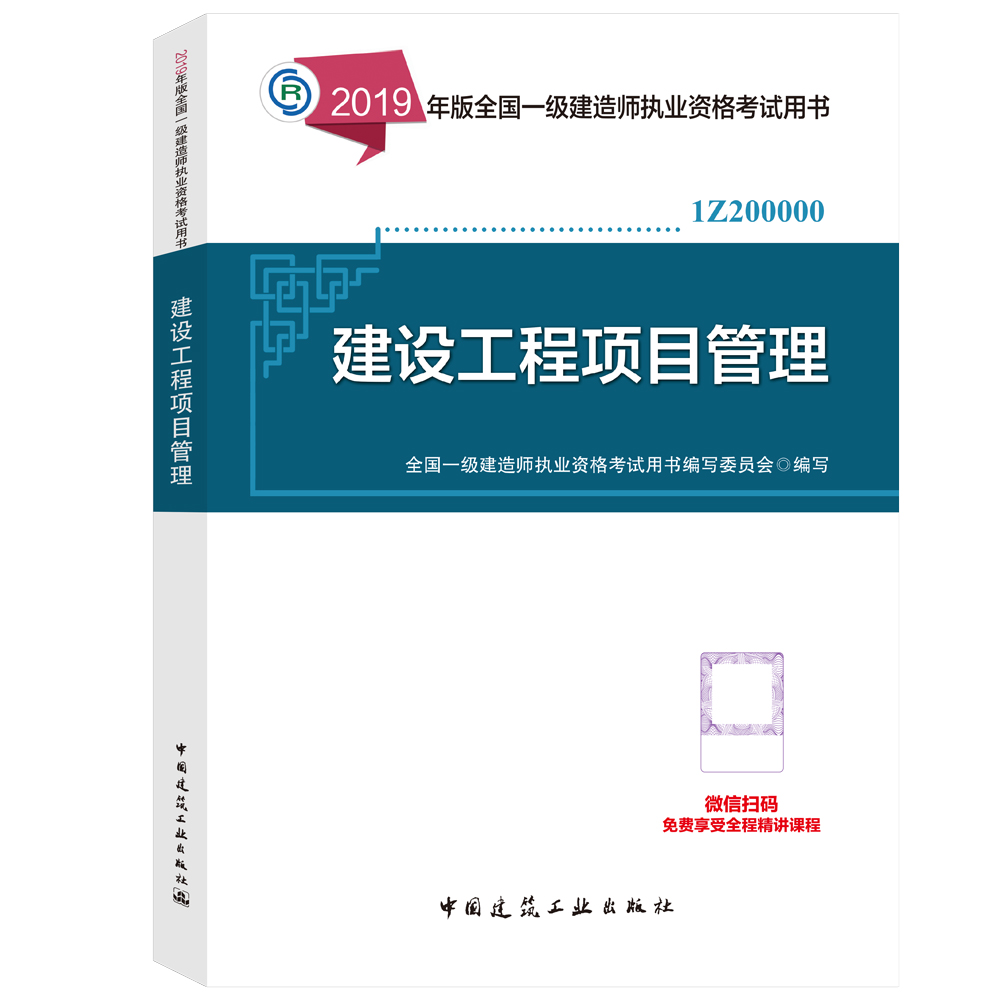 2019年版全国一级建造师执业资格考试用书
建设工程项目管理
中国建筑工业出版社
R
2019年版全国一级建造师执业资格考试用书
1Z200000
建设工程项目管理
全国一级建造师执业资格考试用书编写委员会◎编写
微信扫码
免费享受全程精讲课程
中国建筑工业出版社